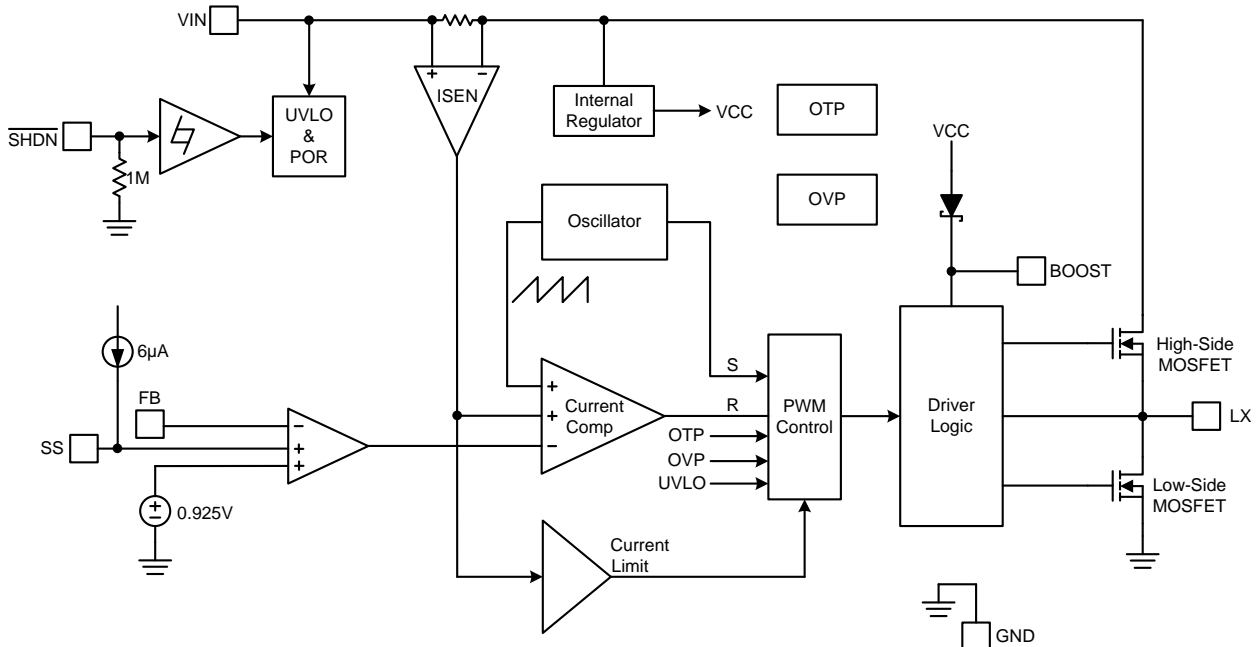 VIN
+ −
ISEN
SHDN
1M
UVLO
&
POR
Internal
Regulator
VCC
OTP
OVP
VCC
Oscillator
BOOST
6µA
FB
SS
−
+
+
+
−
0.925V
+
+
−
Current
Comp
S
R
OTP
OVP
UVLO
PWM
Control
Current
Limit
Driver
Logic
High-Side
MOSFET
LX
Low-Side
MOSFET
GND